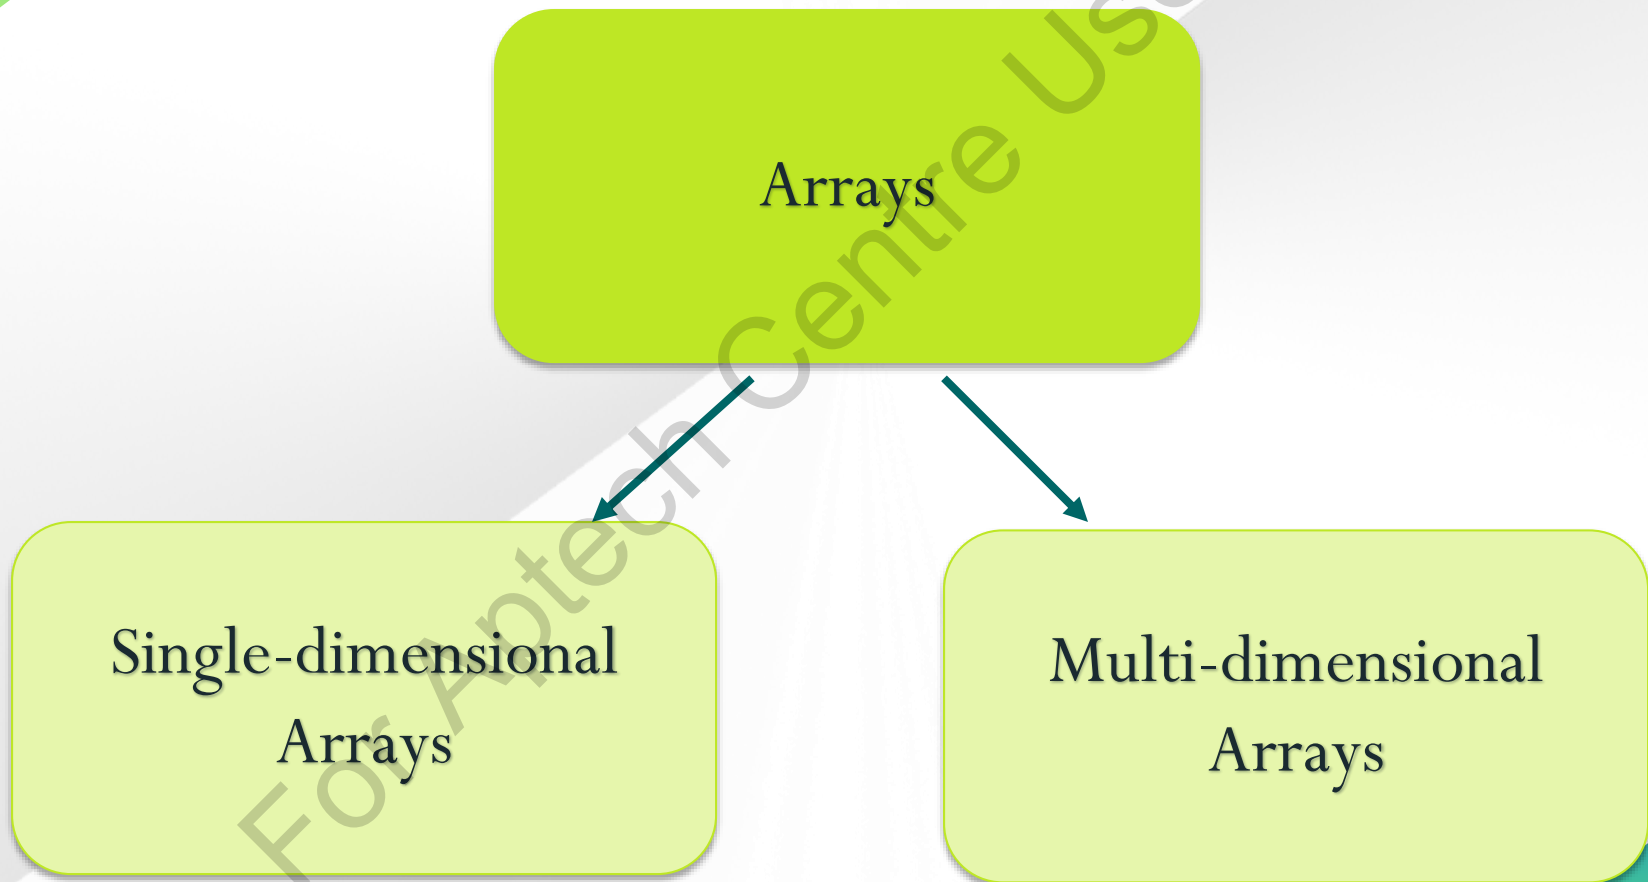 Arrays
Single-dimensional
Arrays
Multi-dimensional
Arrays
For Aptech Centre Use